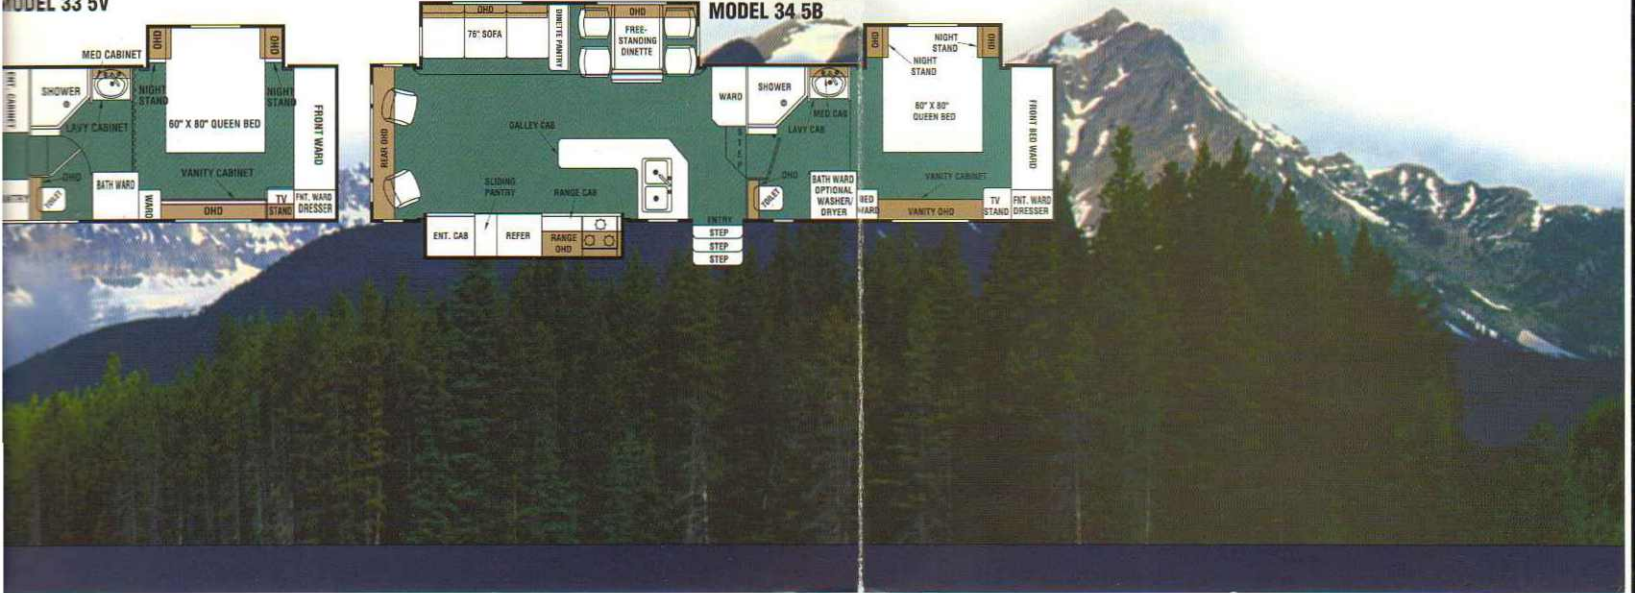 MODEL 33 5V
MED CABINET
OHD
OHD
ENT. CABINET
SHOWER
NIGHT
STAND
NIGHT
STAND
LAVY CABINET
60" X 80" QUEEN BED
FRONT WARD
VANITY CABINET
OHD
TOILET
BATH WARD
WARD
OHD
TV
STAND
FNT. WARD
DRESSER
MODEL 34 5B
OHD
76" SOFA
DINETTE PANTRY
OHD
FREE-
STANDING
DINETTE
REAR OHD
GALLEY CAB
SLIDING
PANTRY
RANGE CAB
ENT. CAB
REFER
RANGE
OHD
WARD
SHOWER
MED CAB
LAVY CAB
STEP
OHD
TOILET
BATH WARD
OPTIONAL
WASHER/
DRYER
ENTRY
STEP
STEP
STEP
OHD
NIGHT
STAND
OHD
NIGHT
STAND
60" X 80"
QUEEN BED
FRONT BED WARD
VANITY CABINET
BED
WARD
VANITY OHD
TV
STAND
FNT. WARD
DRESSER